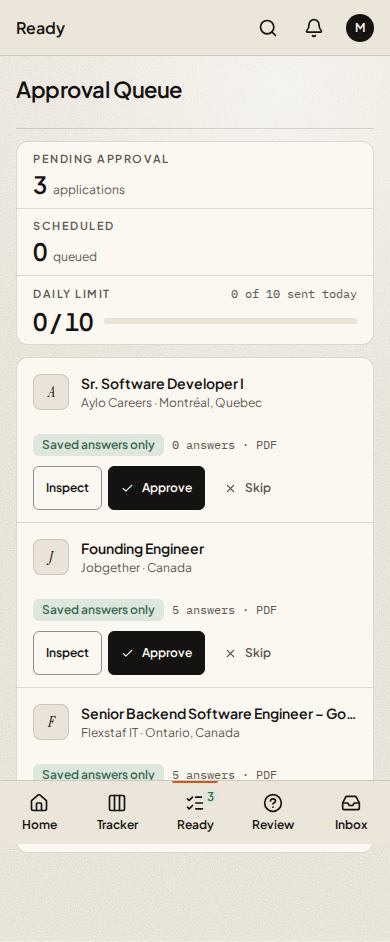 Ready
M
Approval Queue
PENDING APPROVAL
3 applications
SCHEDULED
0 queued
DAILY LIMIT 0 of 10 sent today
0/10
A
Sr. Software Developer I
Aylo Careers · Montréal, Quebec
Saved answers only 0 answers · PDF
Inspect Approve Skip
J
Founding Engineer
Jobgether · Canada
Saved answers only 5 answers · PDF
Inspect Approve Skip
F
Senior Backend Software Engineer – Go…
Flexstaf IT · Ontario, Canada
Saved answers only 5 answers · PDF
3
Home Tracker Ready Review Inbox